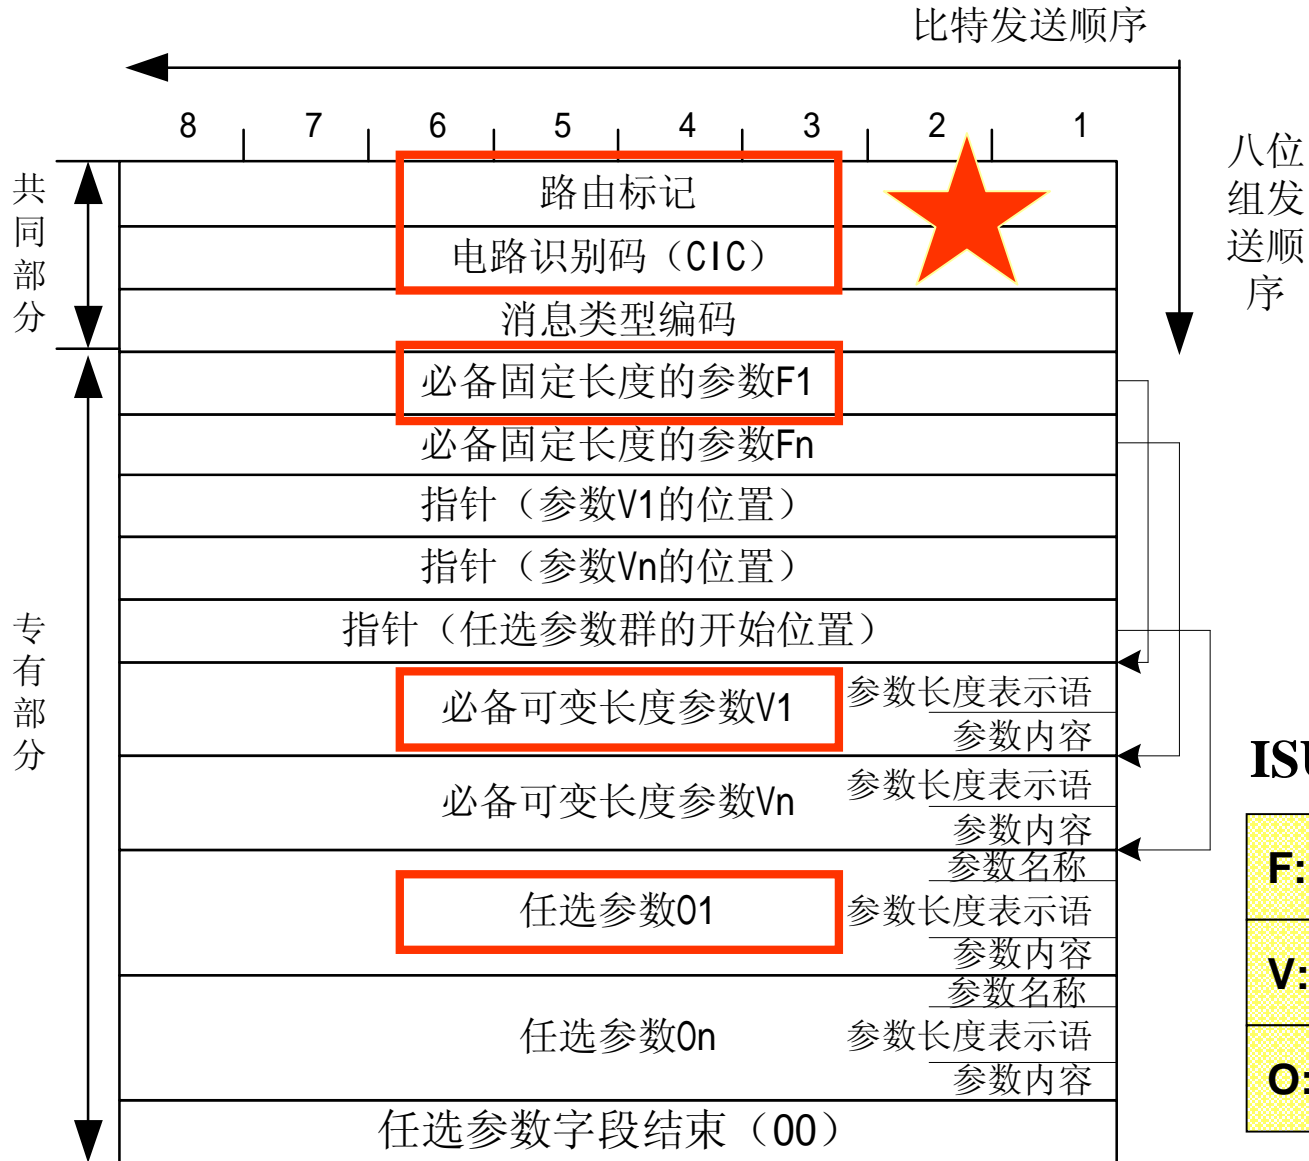 比特发送顺序
8 7 6 5 4 3 2 1
八位组发送顺序
共同部分
路由标记
电路识别码（CIC）
消息类型编码
专有部分
必备固定长度的参数F1
必备固定长度的参数Fn
指针（参数V1的位置）
指针（参数Vn的位置）
指针（任选参数群的开始位置）
必备可变长度参数V1
参数长度表示语
参数内容
必备可变长度参数Vn
参数长度表示语
参数内容
任选参数O1
参数名称
参数长度表示语
参数内容
任选参数On
参数名称
参数长度表示语
参数内容
任选参数字段结束（00）
F:
V:
O: